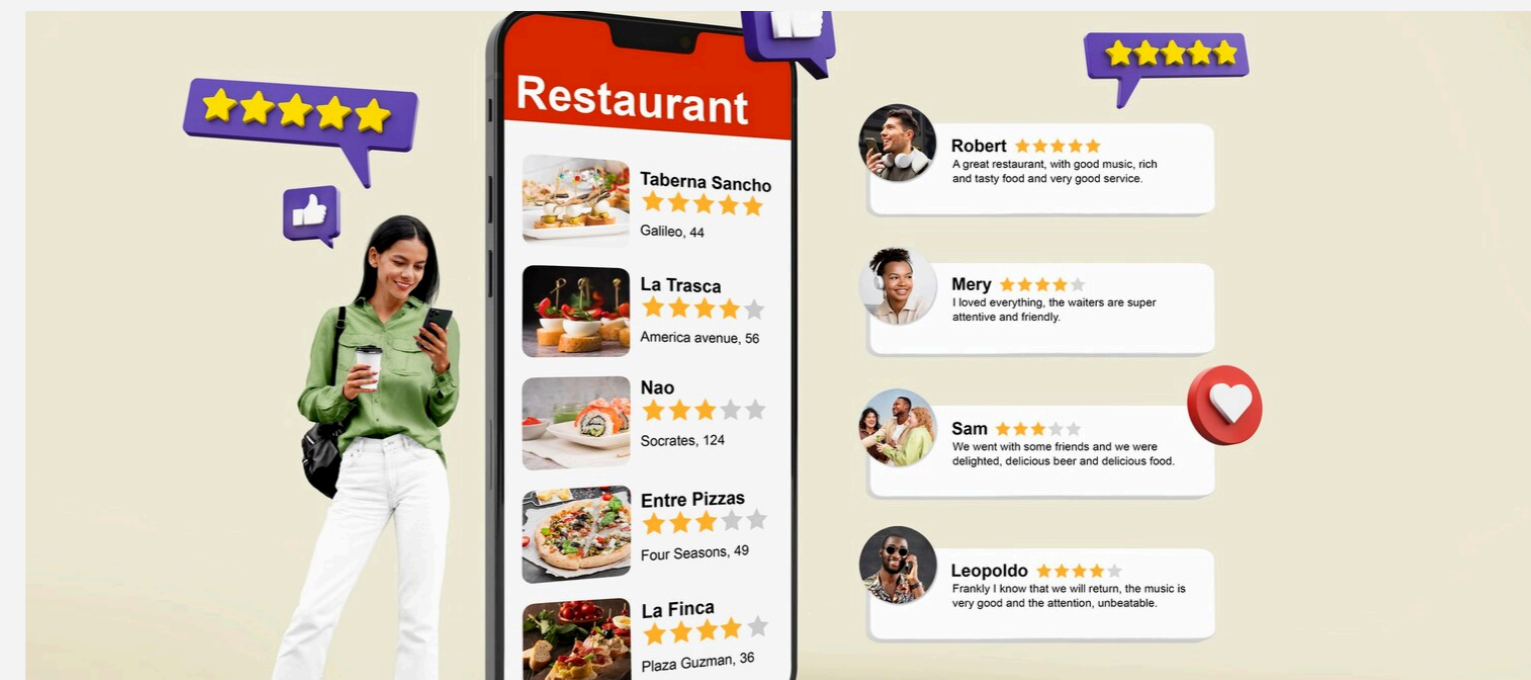 Restaurant
Taberna Sancho
Galileo, 44
La Trasca
America avenue, 56
Nao
Socrates, 124
Entre Pizzas
Four Seasons, 49
La Finca
Plaza Guzman, 36
Robert
A great restaurant, with good music, rich
and tasty food and very good service.
Mery
I loved everything, the waiters are super
attentive and friendly.
Sam
We went with some friends and we were
delighted, delicious beer and delicious food.
Leopoldo
Frankly I know that we will return, the music is
very good and the attention, unbeatable.